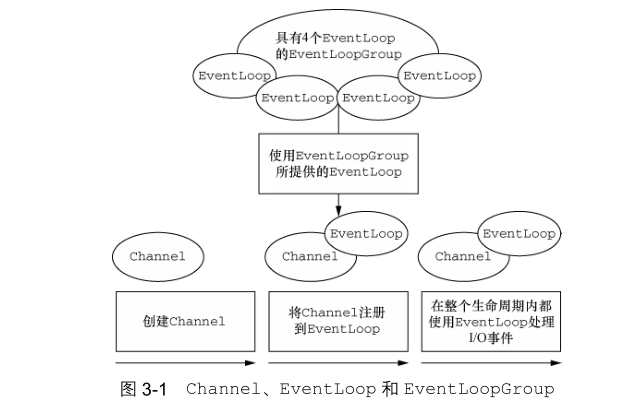 具有4个EventLoop
的EventLoopGroup
EventLoop
EventLoop
EventLoop
EventLoop
使用EventLoopGroup
所提供的EventLoop
Channel
Channel
EventLoop
Channel
EventLoop
创建Channel
将Channel注册
到EventLoop
在整个生命周期内都
使用EventLoop处理
I/O事件
图 3-1 Channel、EventLoop 和 EventLoopGroup